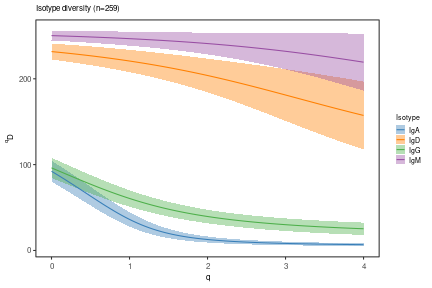 Isotype diversity (n=259)
200
100
0
qD
0
1
2
3
4
q
Isotype
IgA
IgD
IgG
IgM